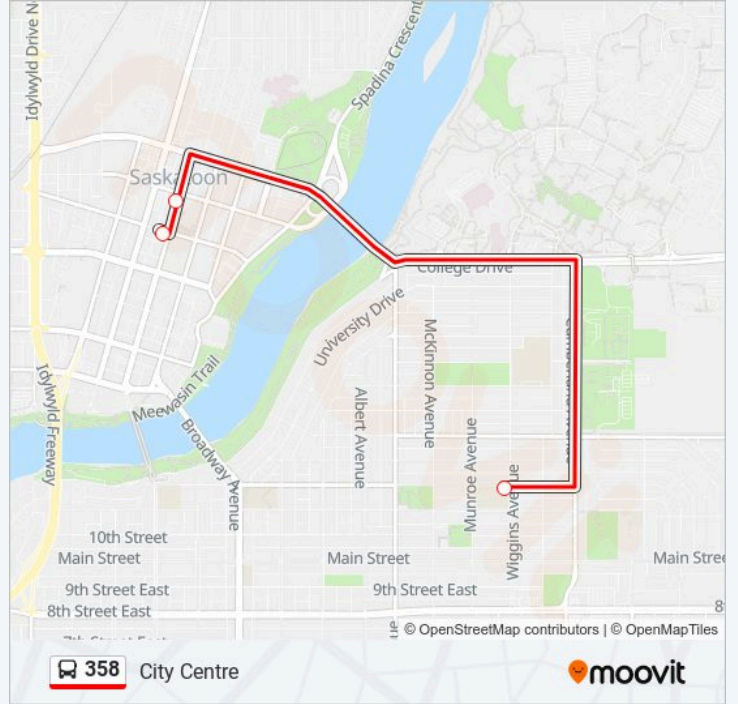 Idylwyld Drive N
Spadina Crescent
Saskatoon
College Drive
University Drive
McKinnon Avenue
Idylwyld Freeway
Meewasin Trail
Albert Avenue
Broadway Avenue
Munroe Avenue
Wiggins Avenue
10th Street
Main Street
Main Street
Main Stree
9th Street East
9th Street East
8th Street East
8
© OpenStreetMap contributors | © OpenMapTiles
358 City Centre
moovit